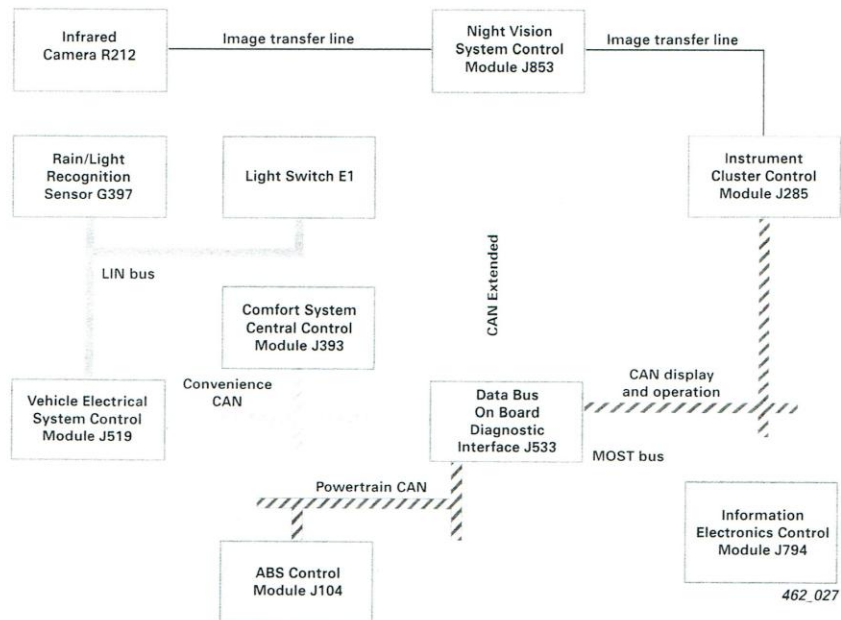 Infrared
Camera R212
Image transfer line
Night Vision
System Control
Module J853
Image transfer line
Rain/Light
Recognition
Sensor G397
Light Switch E1
Instrument
Cluster Control
Module J285
LIN bus
CAN Extended
Comfort System
Central Control
Module J393
Convenience
CAN
Vehicle Electrical
System Control
Module J519
Data Bus
On Board
Diagnostic
Interface J533
CAN display
and operation
MOST bus
Powertrain CAN
Information
Electronics Control
Module J794
ABS Control
Module J104
462_027